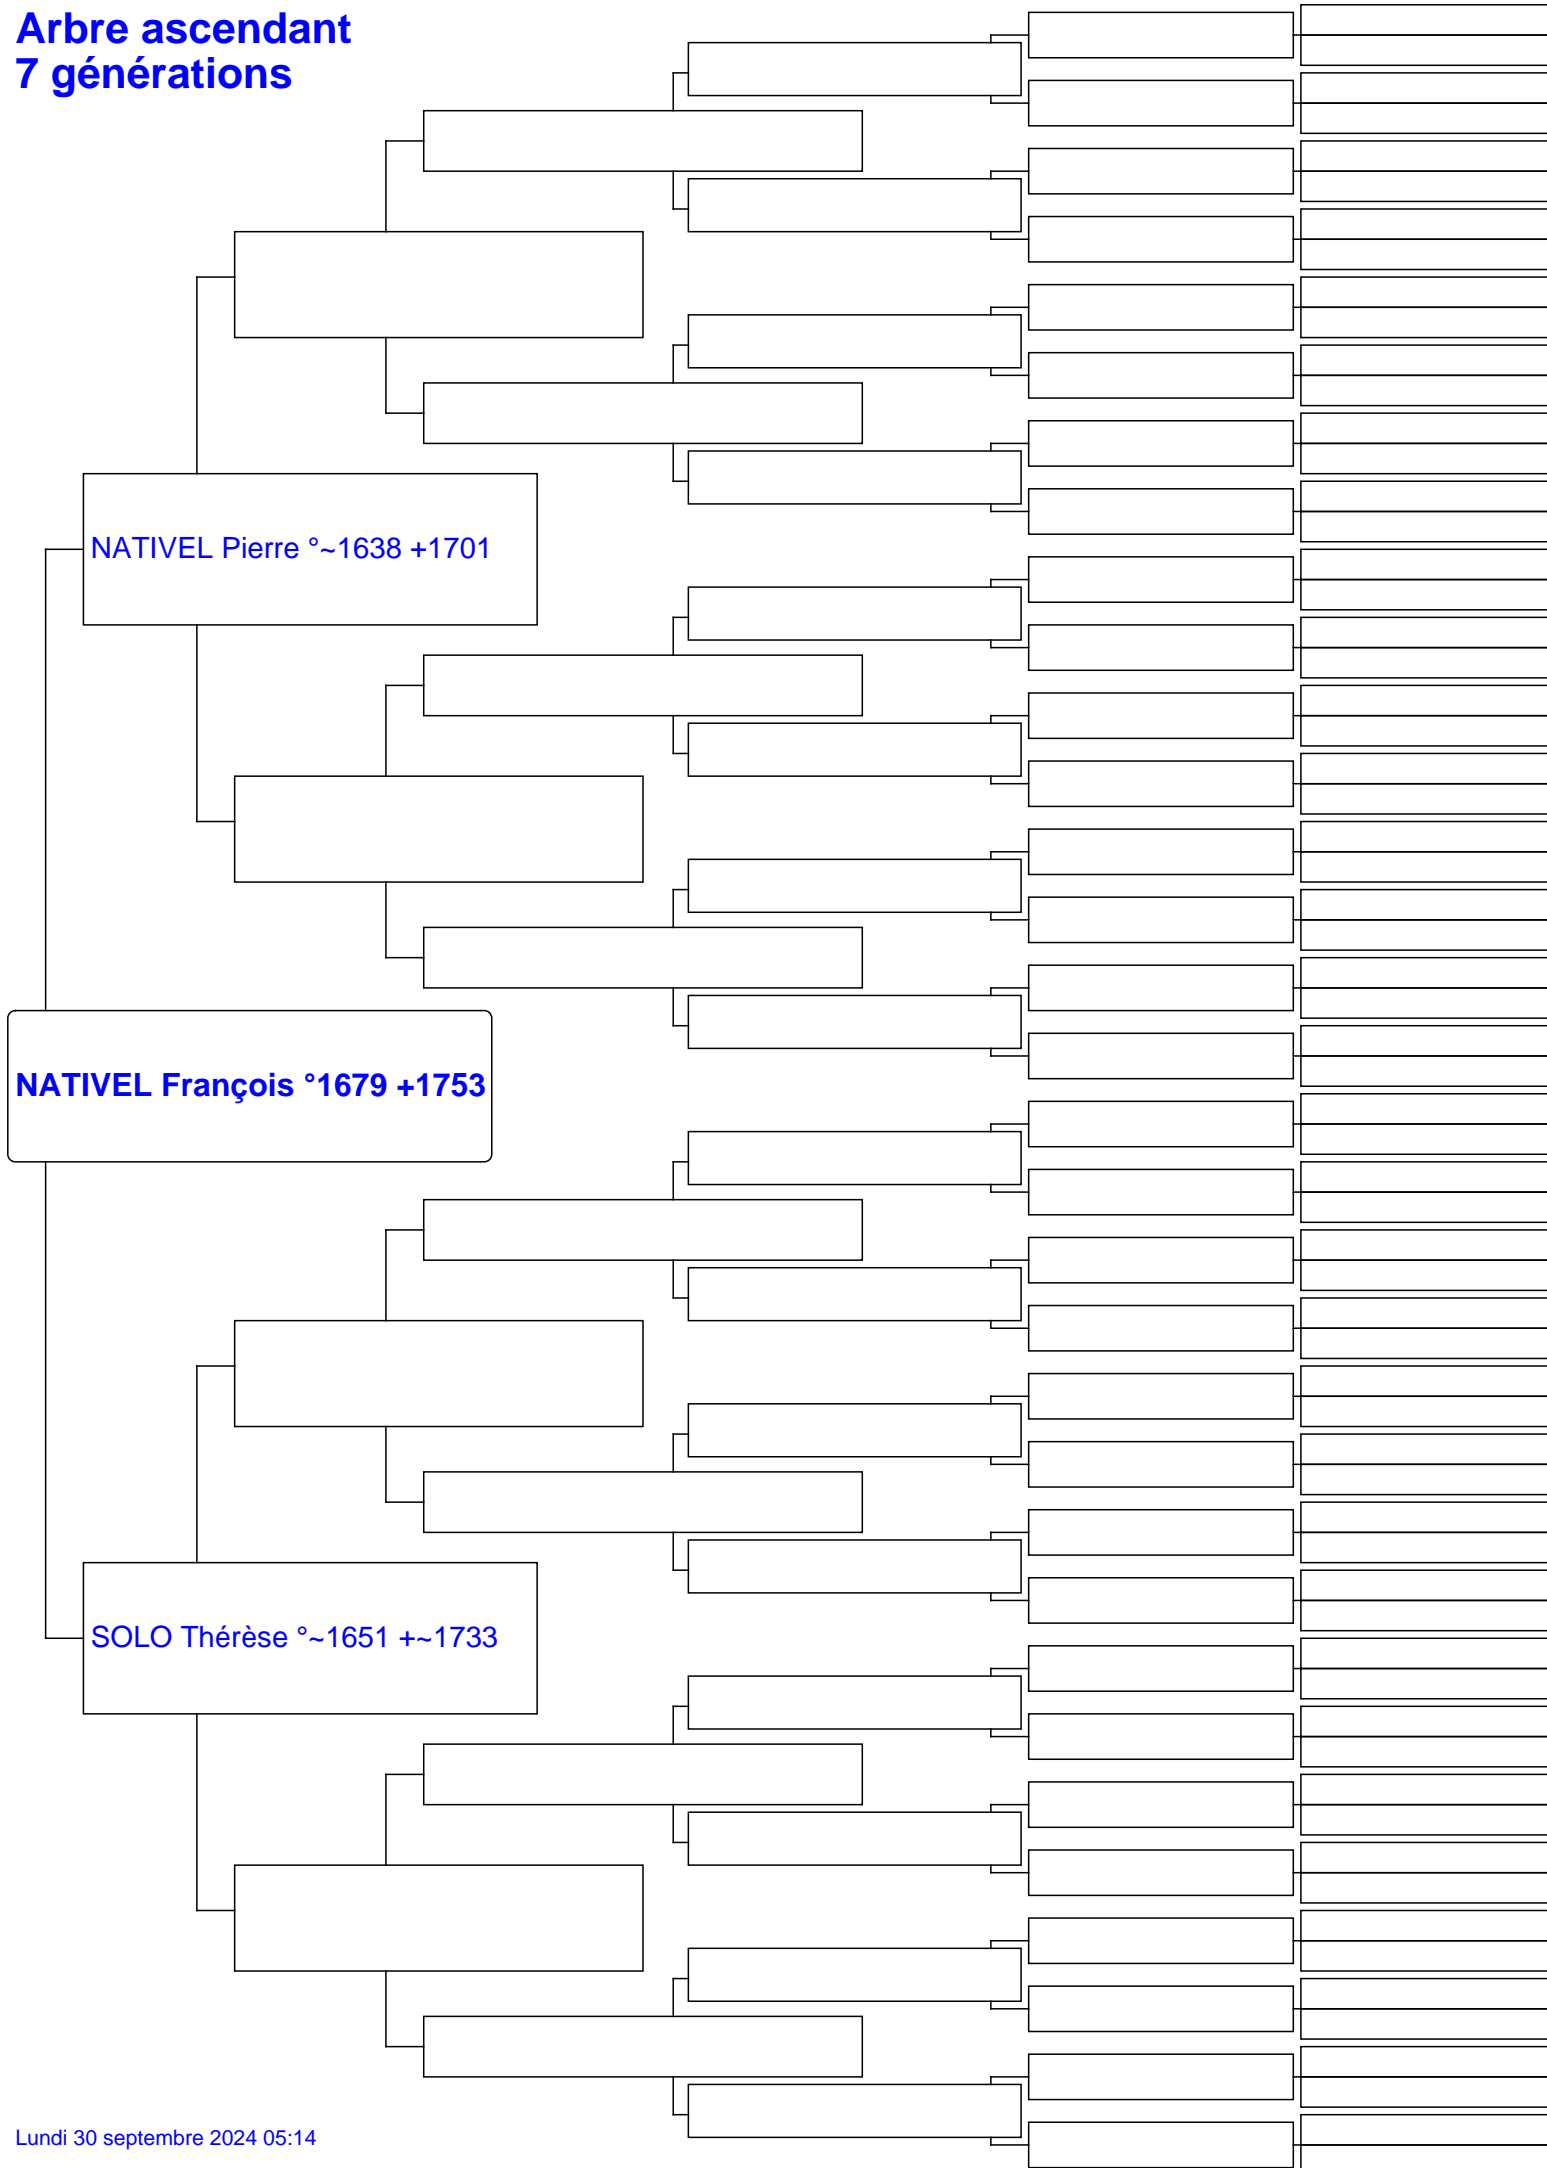 Arbre ascendant
7 générations
NATIVEL Pierre °~1638 +1701
NATIVEL François °1679 +1753
SOLO Thérèse °~1651 +~1733
Lundi 30 septembre 2024 05:14